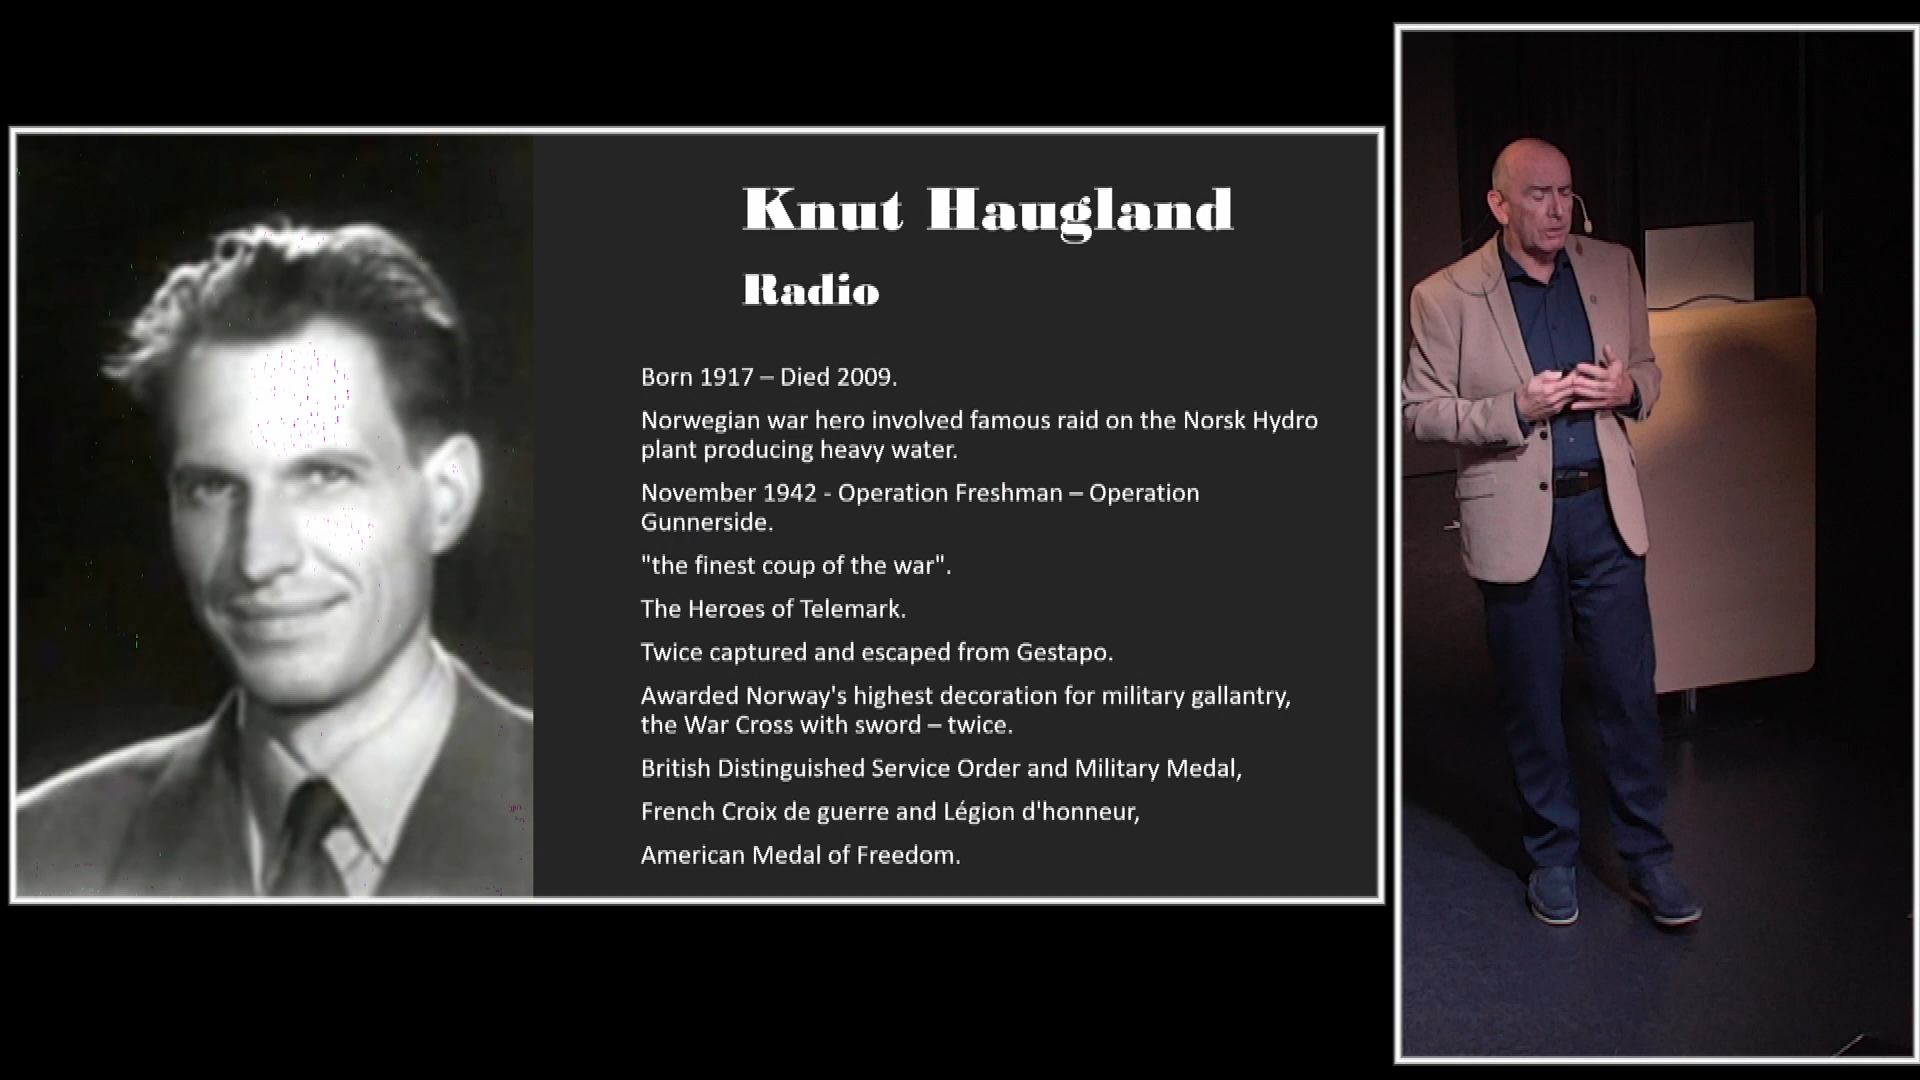 Knut Haugland
Radio
Born 1917 – Died 2009.
Norwegian war hero involved famous raid on the Norsk Hydro
plant producing heavy water.
November 1942 - Operation Freshman – Operation
Gunnerside.
"the finest coup of the war".
The Heroes of Telemark.
Twice captured and escaped from Gestapo.
Awarded Norway's highest decoration for military gallantry,
the War Cross with sword – twice.
British Distinguished Service Order and Military Medal,
French Croix de guerre and Légion d'honneur,
American Medal of Freedom.